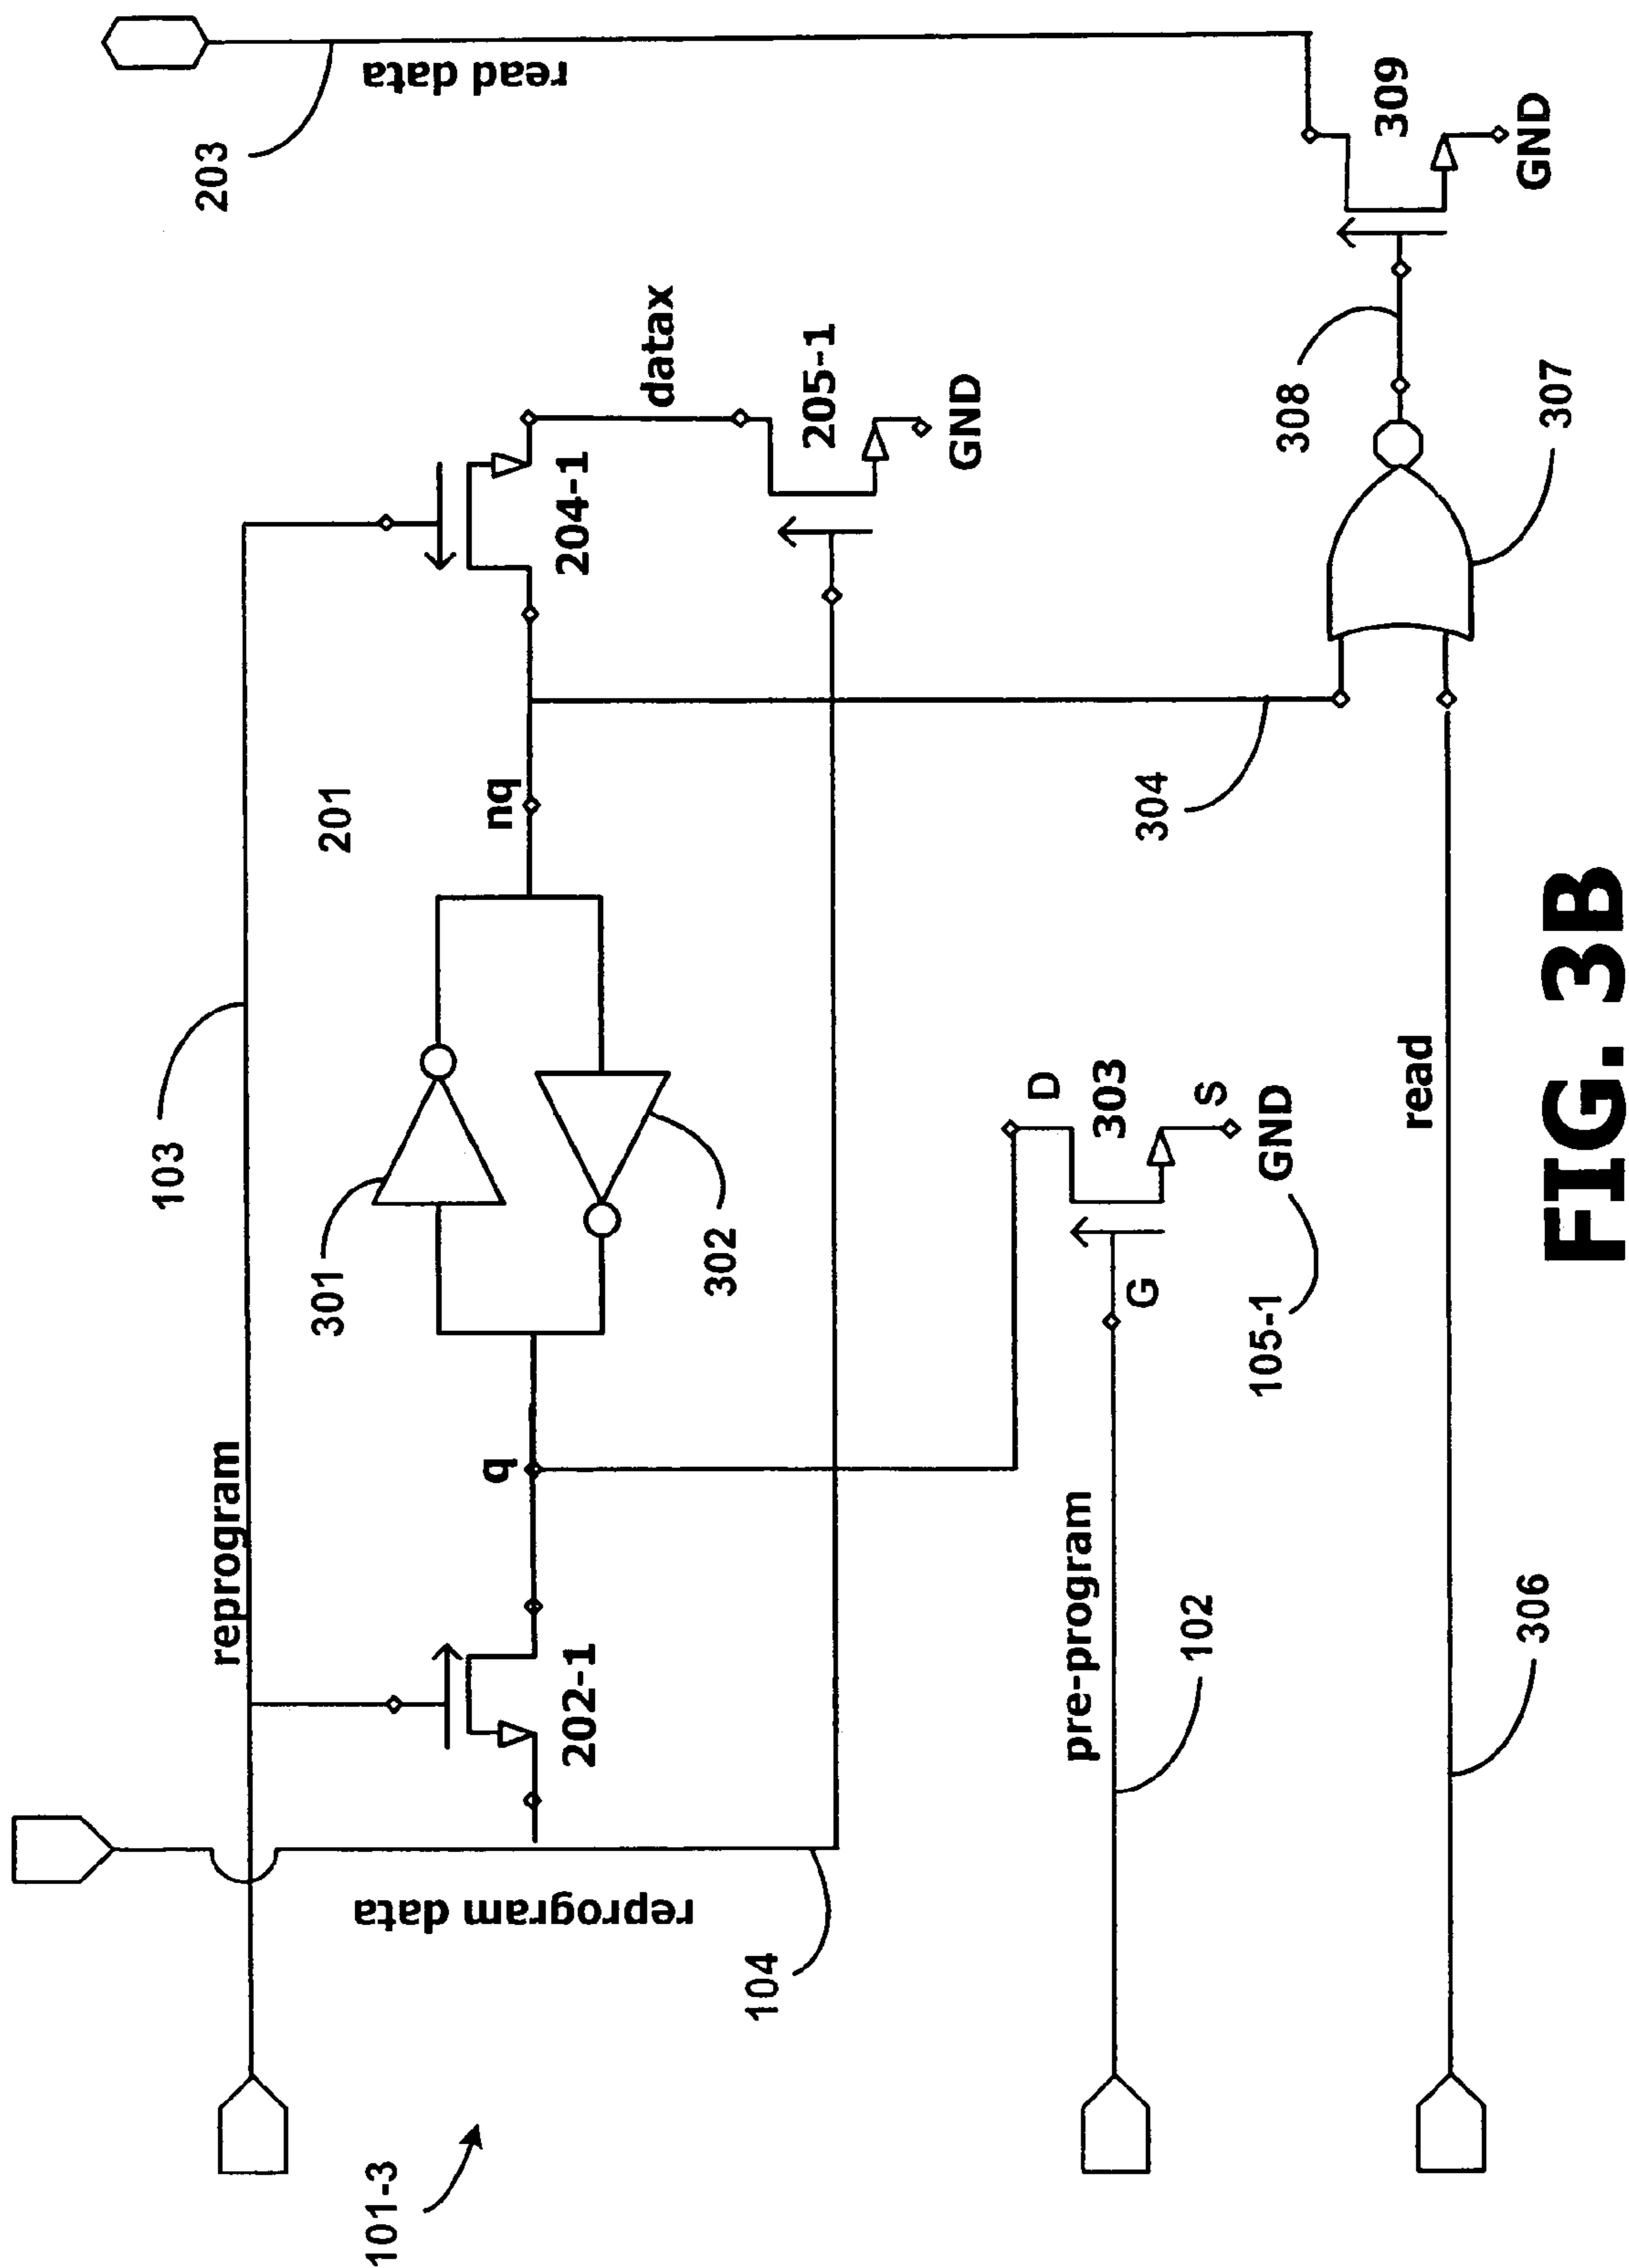 101-3
103
reprogram
301
201
203
read data
q
nq
204-1
datax
202-1
302
205-1
GND
reprogram data
104
pre-program
102
G
D
303
S
GND
105-1
304
308
309
GND
read
306
307
FIG. 3B